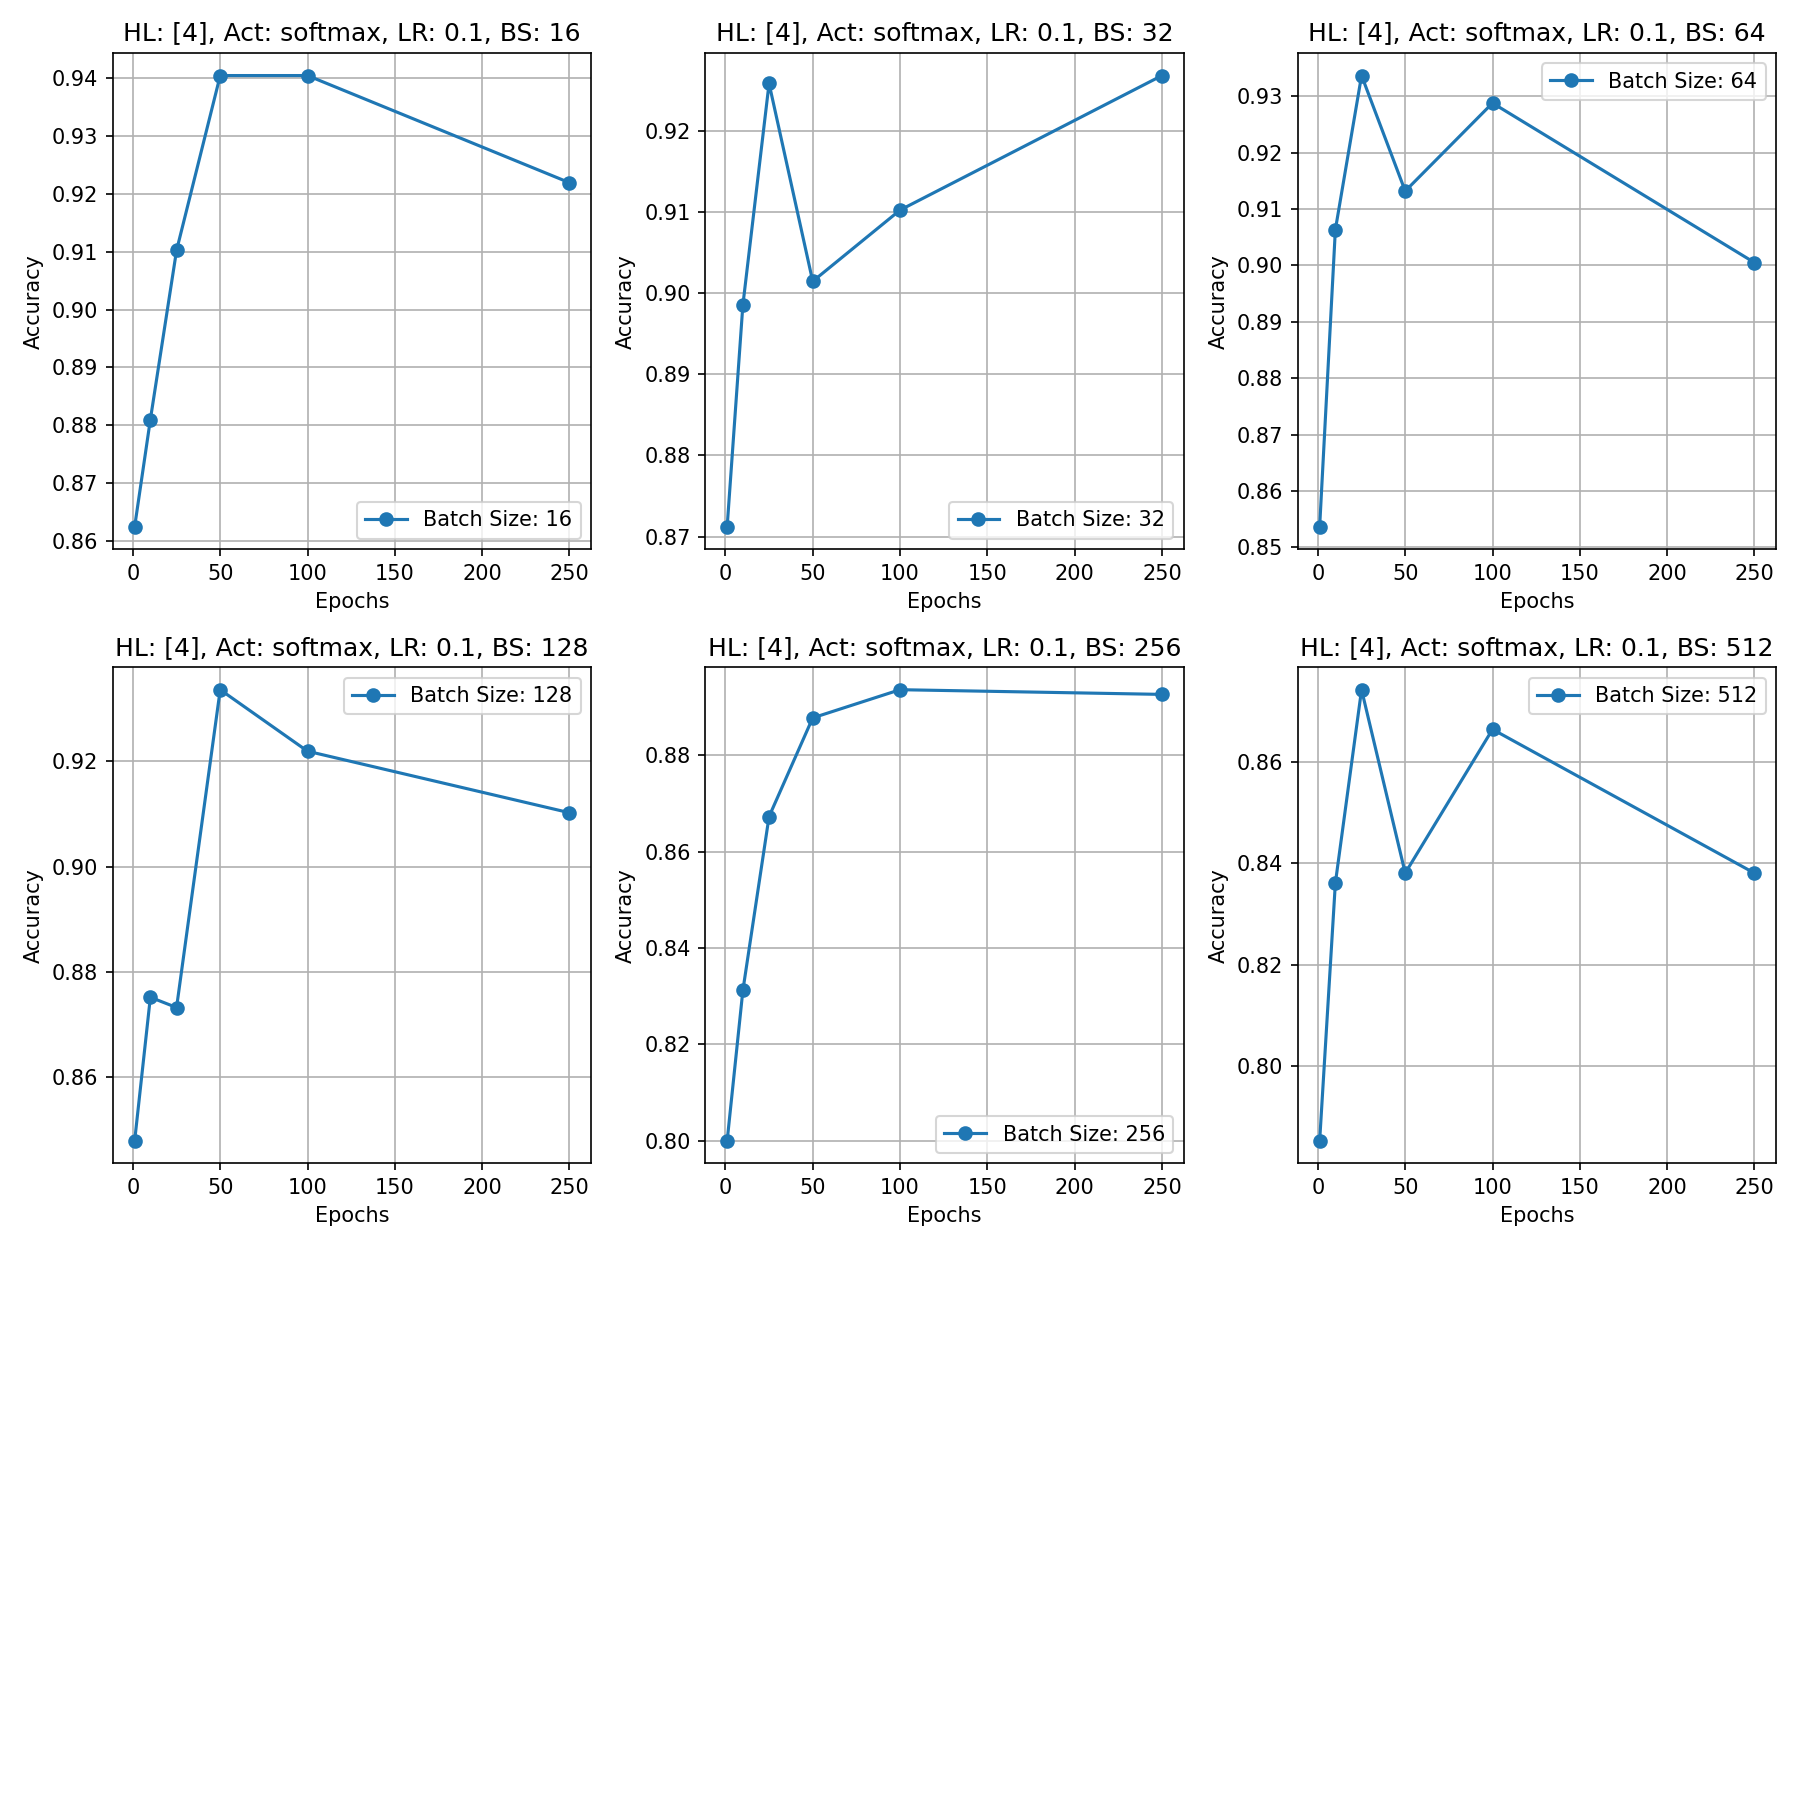 HL: [4], Act: softmax, LR: 0.1, BS: 16
Accuracy
0.94
0.93
0.92
0.91
0.90
0.89
0.88
0.87
0.86
Batch Size: 16
0 50 100 150 200 250
Epochs
HL: [4], Act: softmax, LR: 0.1, BS: 32
Accuracy
0.92
0.91
0.90
0.89
0.88
0.87
Batch Size: 32
0 50 100 150 200 250
Epochs
HL: [4], Act: softmax, LR: 0.1, BS: 64
Accuracy
0.93
0.92
0.91
0.90
0.89
0.88
0.87
0.86
0.85
Batch Size: 64
0 50 100 150 200 250
Epochs
HL: [4], Act: softmax, LR: 0.1, BS: 128
Accuracy
0.92
0.90
0.88
0.86
Batch Size: 128
0 50 100 150 200 250
Epochs
HL: [4], Act: softmax, LR: 0.1, BS: 256
Accuracy
0.88
0.86
0.84
0.82
0.80
Batch Size: 256
0 50 100 150 200 250
Epochs
HL: [4], Act: softmax, LR: 0.1, BS: 512
Accuracy
0.86
0.84
0.82
0.80
Batch Size: 512
0 50 100 150 200 250
Epochs